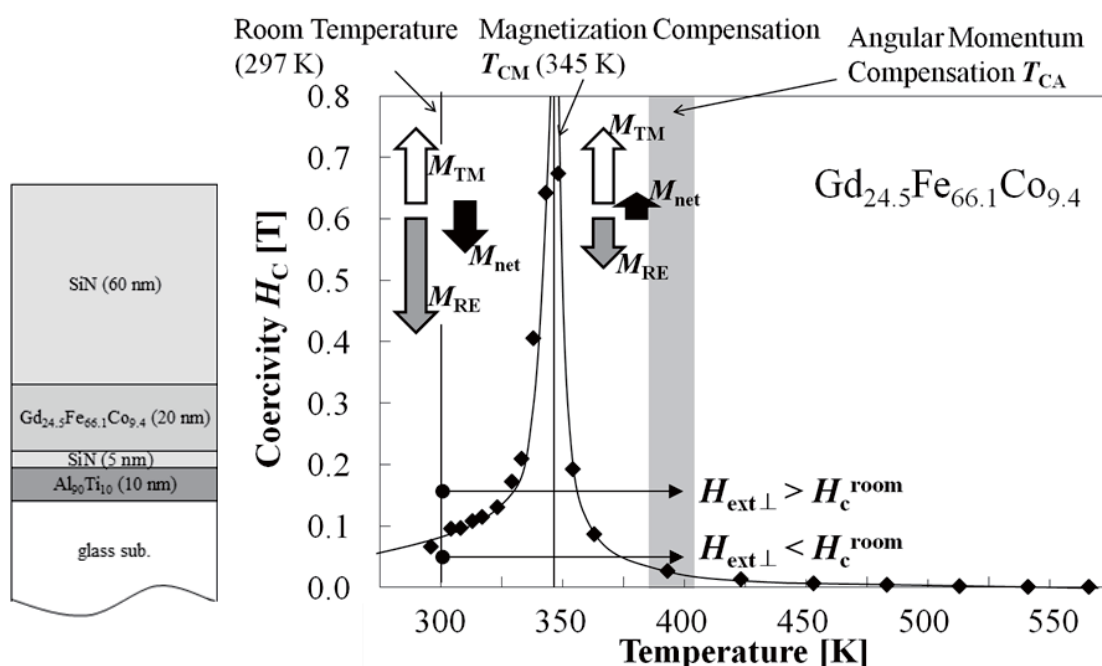 Room Temperature
(297 K)
Magnetization Compensation
T_CM (345 K)
Angular Momentum
Compensation T_CA
SiN (60 nm)
Gd24.5Fe66.1Co9.4 (20 nm)
SiN (5 nm)
Al90Ti10 (10 nm)
glass sub.
Coercivity H_C [T]
0.8
0.7
0.6
0.5
0.4
0.3
0.2
0.1
0.0
M_TM
M_net
M_RE
M_TM
M_net
M_RE
Gd24.5Fe66.1Co9.4
H_ext⊥ > H_c^room
H_ext⊥ < H_c^room
300
350
400
450
500
550
Temperature [K]